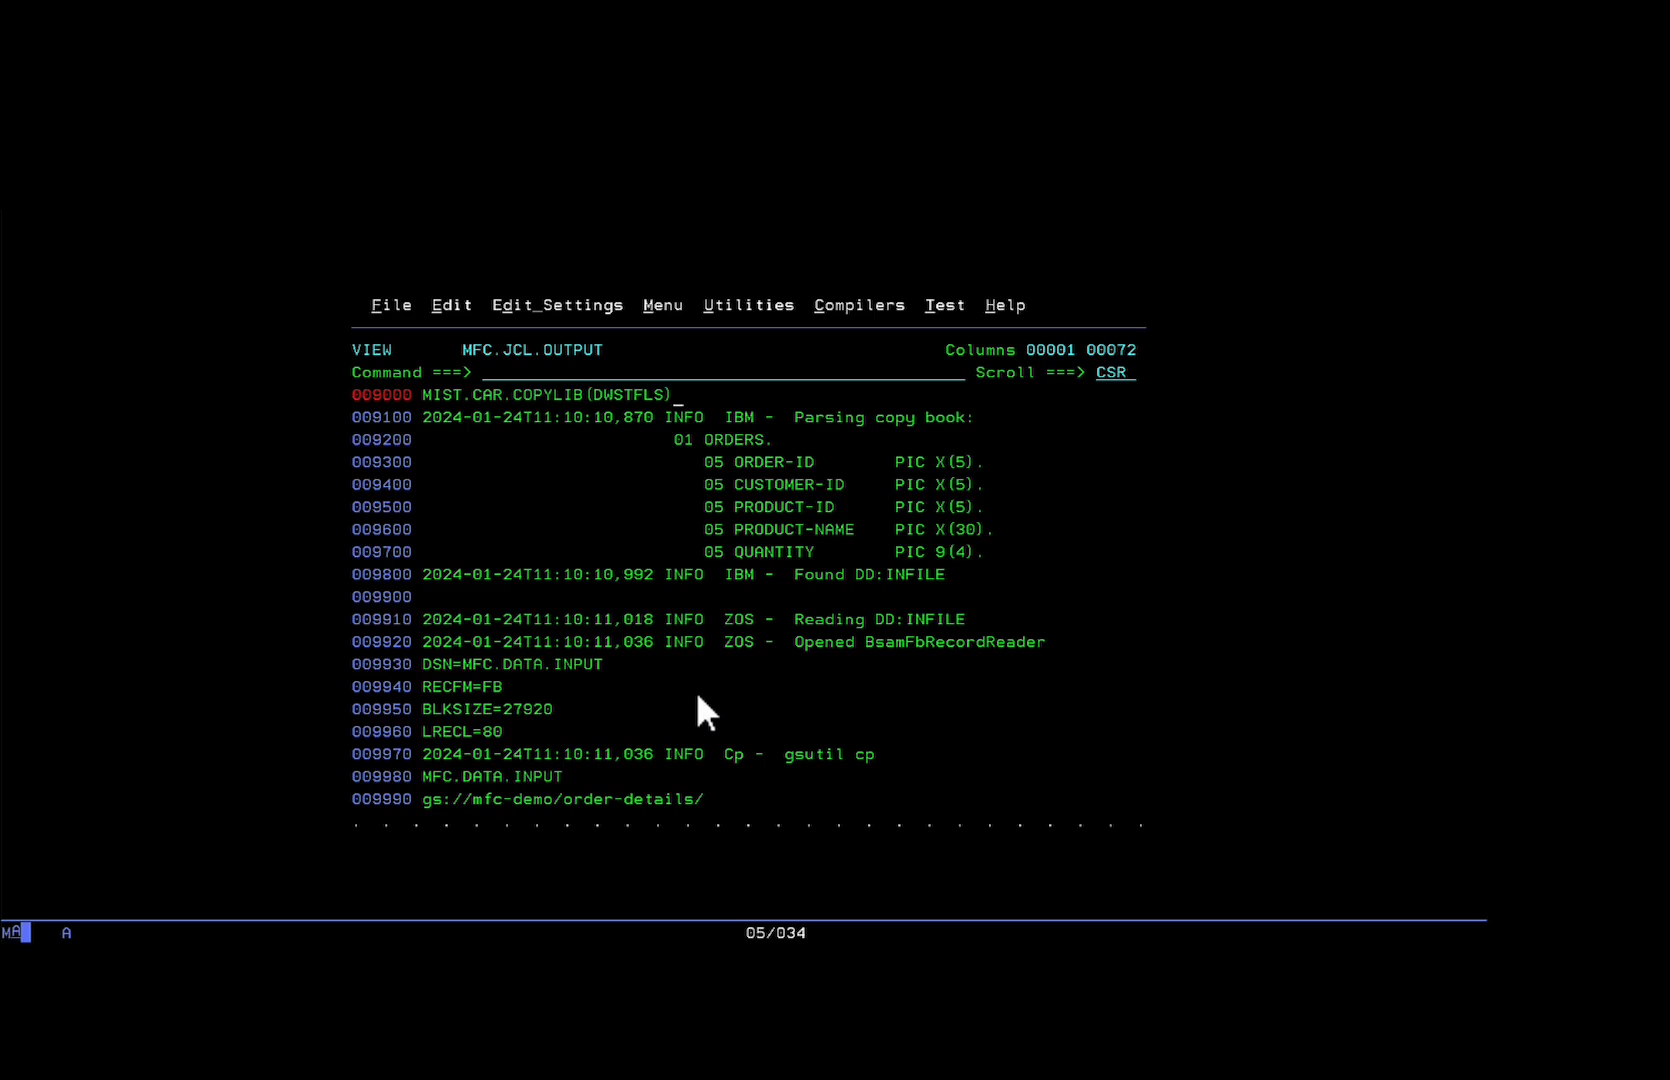 File Edit Edit_Settings Menu Utilities Compilers Test Help
VIEW MFC.JCL.OUTPUT Columns 00001 00072
Command ===> Scroll ===> CSR
009000 MIST.CAR.COPYLIB(DWSTFLS)_
009100 2024-01-24T11:10:10,870 INFO IBM - Parsing copy book:
009200 01 ORDERS.
009300 05 ORDER-ID PIC X(5).
009400 05 CUSTOMER-ID PIC X(5).
009500 05 PRODUCT-ID PIC X(5).
009600 05 PRODUCT-NAME PIC X(30).
009700 05 QUANTITY PIC 9(4).
009800 2024-01-24T11:10:10,992 INFO IBM - Found DD:INFILE
009900
009910 2024-01-24T11:10:11,018 INFO ZOS - Reading DD:INFILE
009920 2024-01-24T11:10:11,036 INFO ZOS - Opened BsamFbRecordReader
009930 DSN=MFC.DATA.INPUT
009940 RECFM=FB
009950 BLKSIZE=27920
009960 LRECL=80
009970 2024-01-24T11:10:11,036 INFO Cp - gsutil cp
009980 MFC.DATA.INPUT
009990 gs://mfc-demo/order-details/
. . . . . . . . . . . . . . . . . . . . . . . . . . .
MA A 05/034